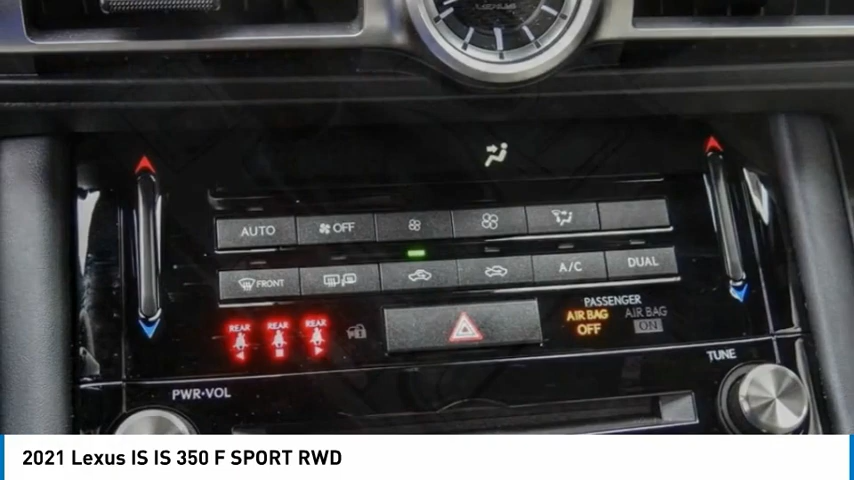 LEXUS
AUTO OFF
FRONT A/C DUAL
REAR REAR REAR
PASSENGER
AIR BAG OFF
AIR BAG ON
PWR·VOL
TUNE
2021 Lexus IS IS 350 F SPORT RWD